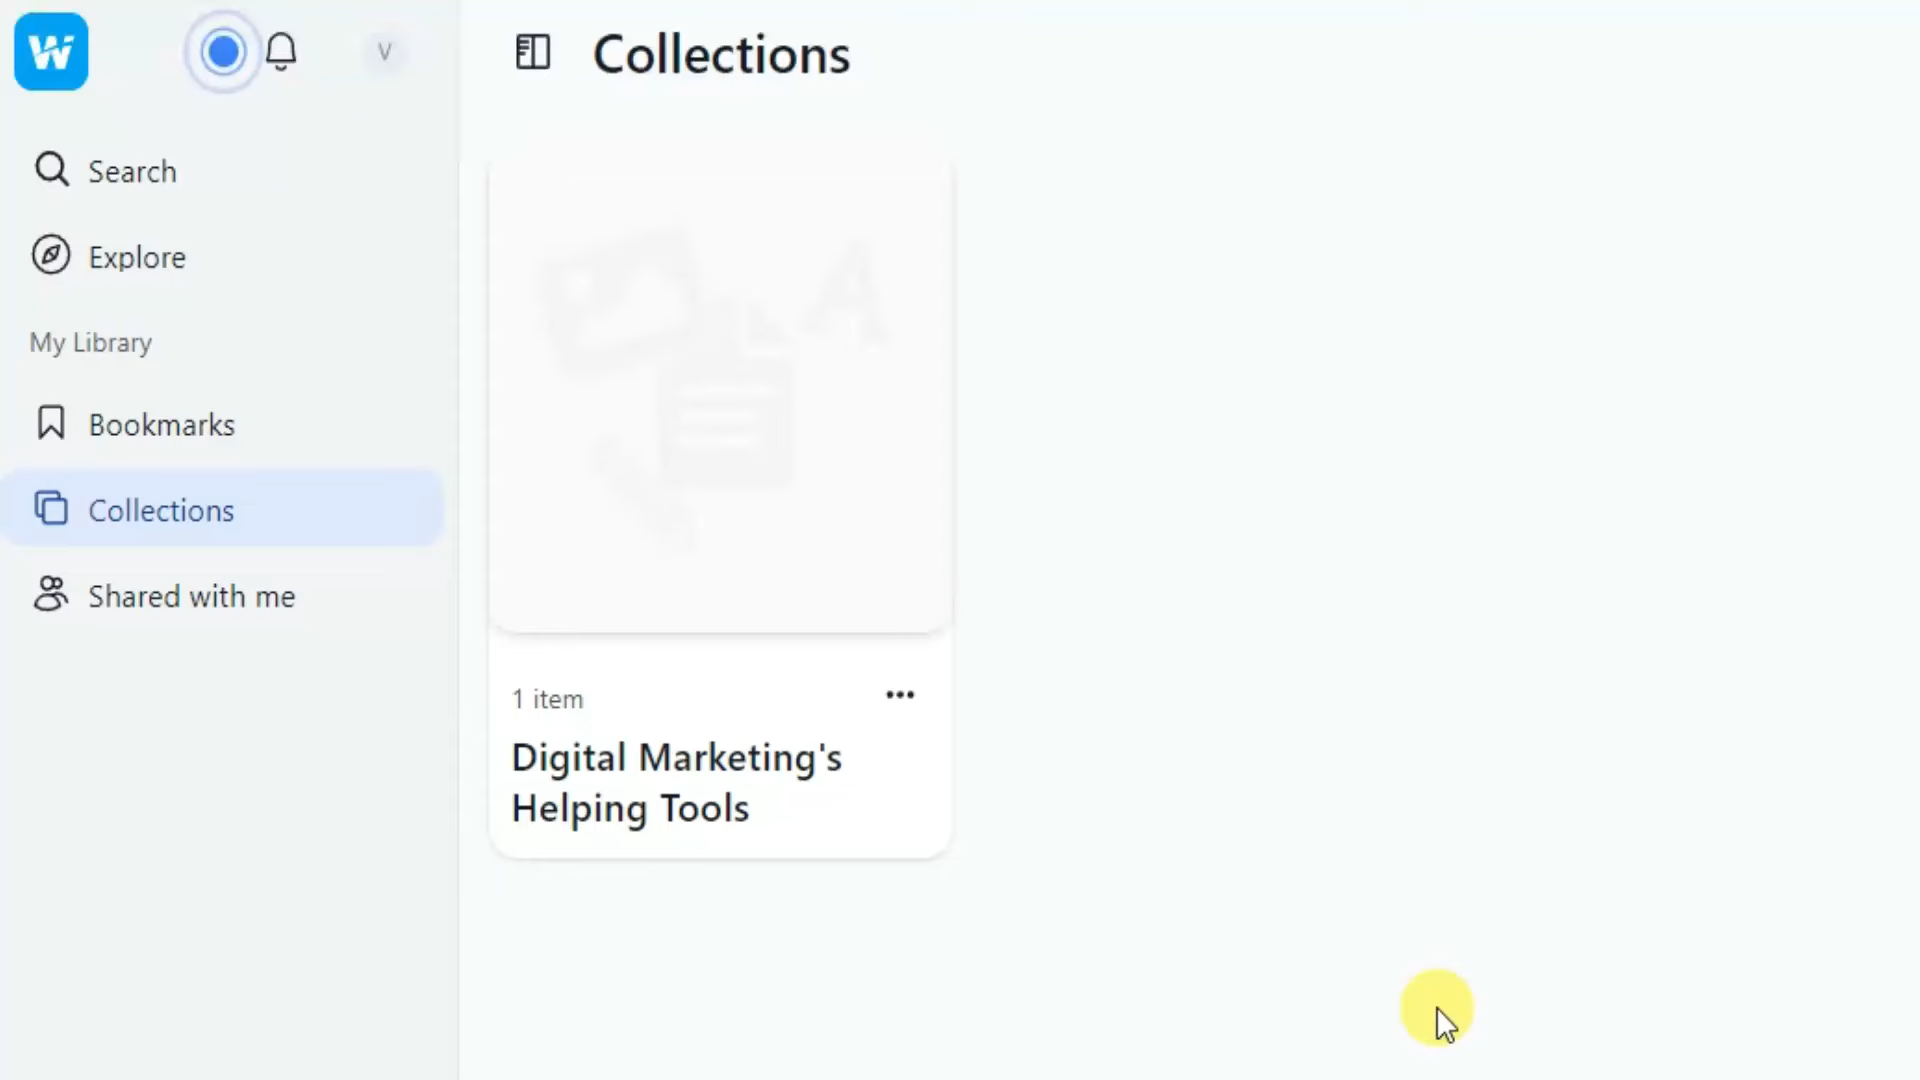 W
V
Collections
Search
Explore
My Library
Bookmarks
Collections
Shared with me
A
1 item
Digital Marketing's
Helping Tools